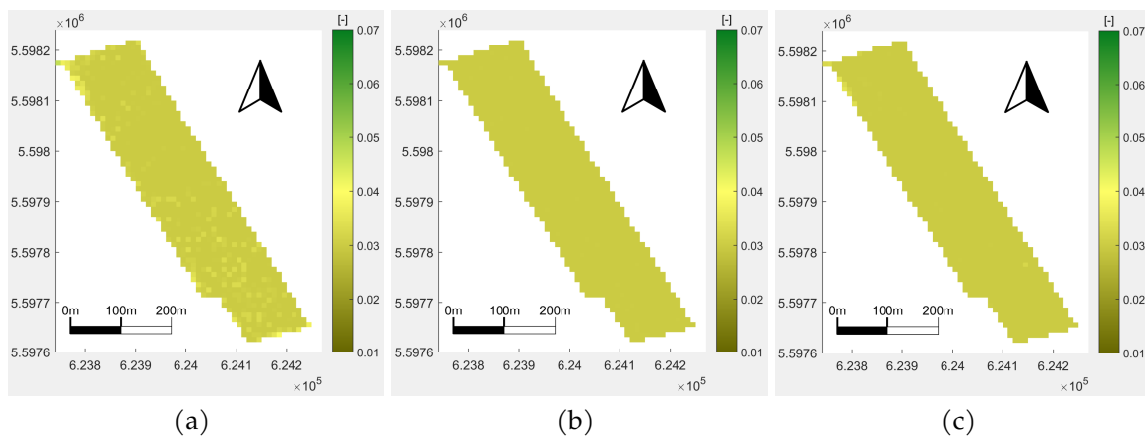 ×10⁶ [-] ×10⁶ [-] ×10⁶ [-]
0.07 0.07 0.07
5.5982 5.5982 5.5982
0.06 0.06 0.06
5.5981 5.5981 5.5981
0.05 0.05 0.05
5.598 5.598 5.598
0.04 0.04 0.04
5.5979 5.5979 5.5979
0.03 0.03 0.03
5.5978 5.5978 5.5978
0.02 0.02 0.02
5.5977 5.5977 5.5977
0m 100m 200m 0m 100m 200m 0m 100m 200m
5.5976 0.01 5.5976 0.01 5.5976 0.01
6.238 6.239 6.24 6.241 6.242 6.238 6.239 6.24 6.241 6.242 6.238 6.239 6.24 6.241 6.242
×10⁵ ×10⁵ ×10⁵
(a) (b) (c)